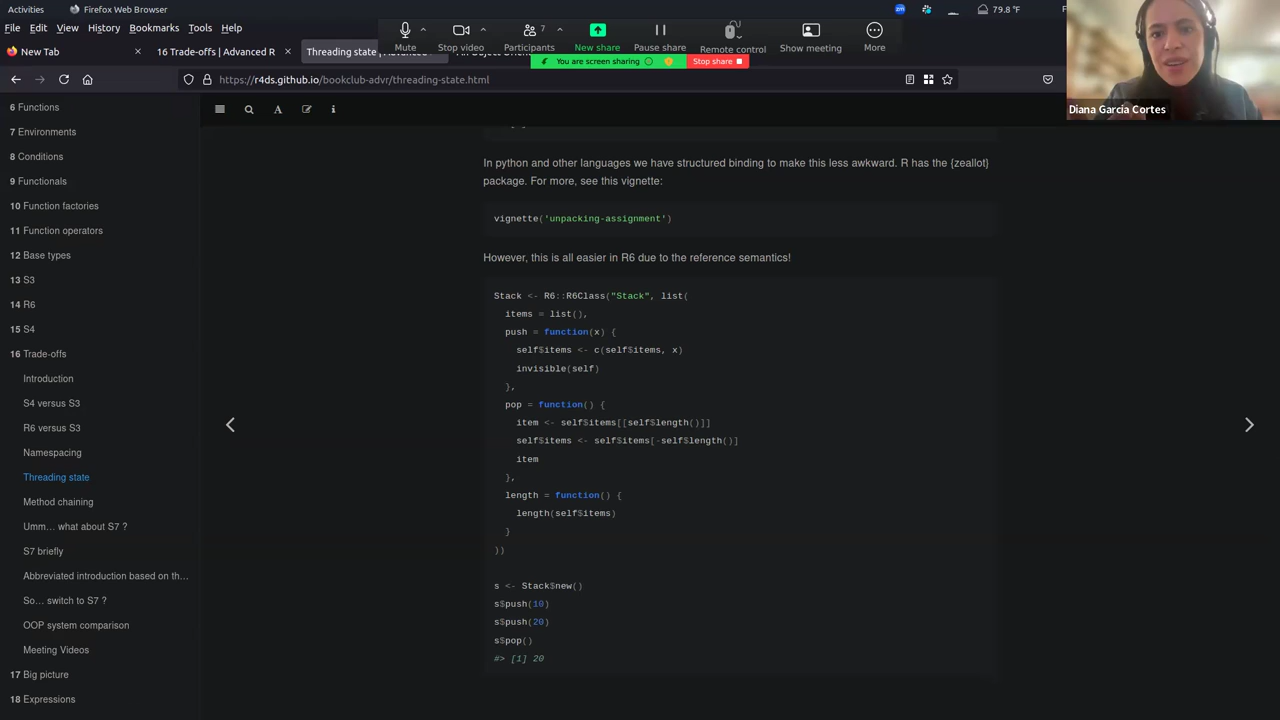 Activities
Firefox Web Browser
79.8 °F
File Edit View History Bookmarks Tools Help
Mute
Stop video
7
Participants
New share
Pause share
Remote control
Show meeting
More
New Tab
16 Trade-offs | Advanced R
Threading state
You are screen sharing
Stop share
https://r4ds.github.io/bookclub-advr/threading-state.html
Diana Garcia Cortes
6 Functions
7 Environments
8 Conditions
9 Functionals
10 Function factories
11 Function operators
12 Base types
13 S3
14 R6
15 S4
16 Trade-offs
Introduction
S4 versus S3
R6 versus S3
Namespacing
Threading state
Method chaining
Umm... what about S7 ?
S7 briefly
Abbreviated introduction based on th...
So... switch to S7 ?
OOP system comparison
Meeting Videos
17 Big picture
18 Expressions
In python and other languages we have structured binding to make this less awkward. R has the {zeallot}
package. For more, see this vignette:
vignette('unpacking-assignment')
However, this is all easier in R6 due to the reference semantics!
Stack <- R6::R6Class("Stack", list(
items = list(),
push = function(x) {
self$items <- c(self$items, x)
invisible(self)
},
pop = function() {
item <- self$items[[self$length()]]
self$items <- self$items[-self$length()]
item
},
length = function() {
length(self$items)
}
))
s <- Stack$new()
s$push(10)
s$push(20)
s$pop()
#> [1] 20